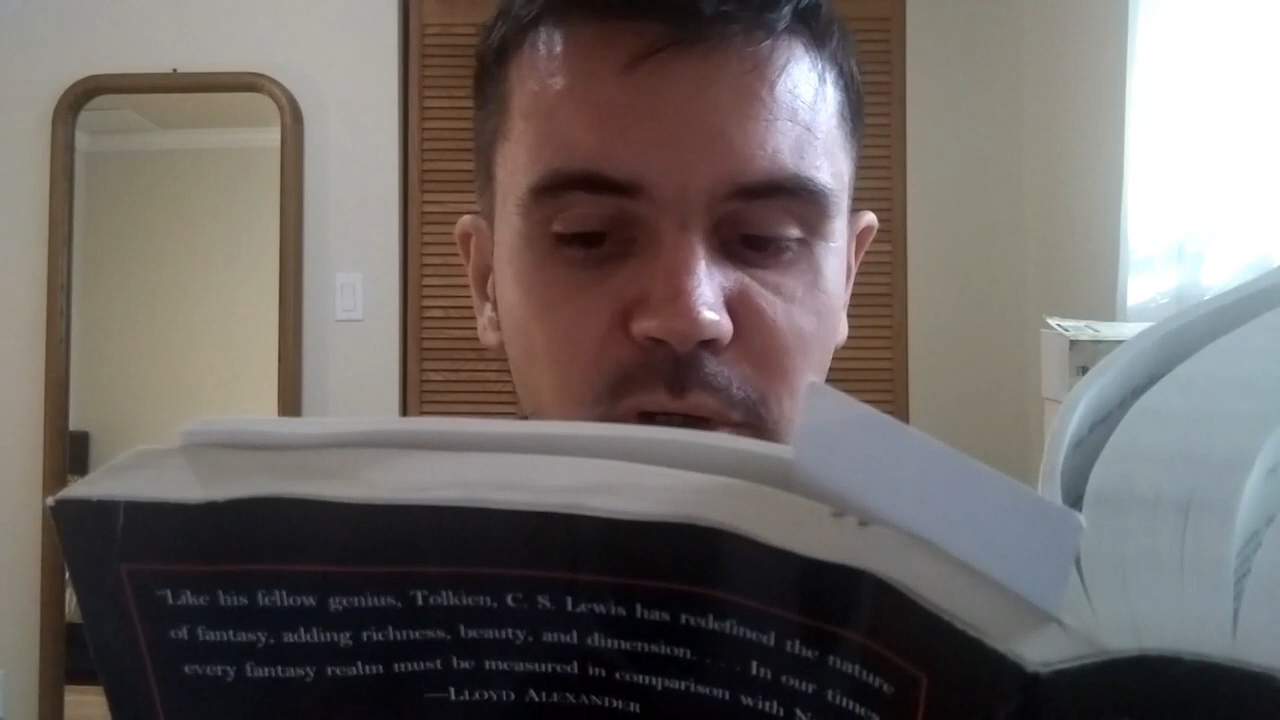 "Like his fellow genius, Tolkien, C. S. Lewis has redefined the nature
of fantasy, adding richness, beauty, and dimension. . . . . In our times,
every fantasy realm must be measured in comparison with
—LLOYD ALEXANDER